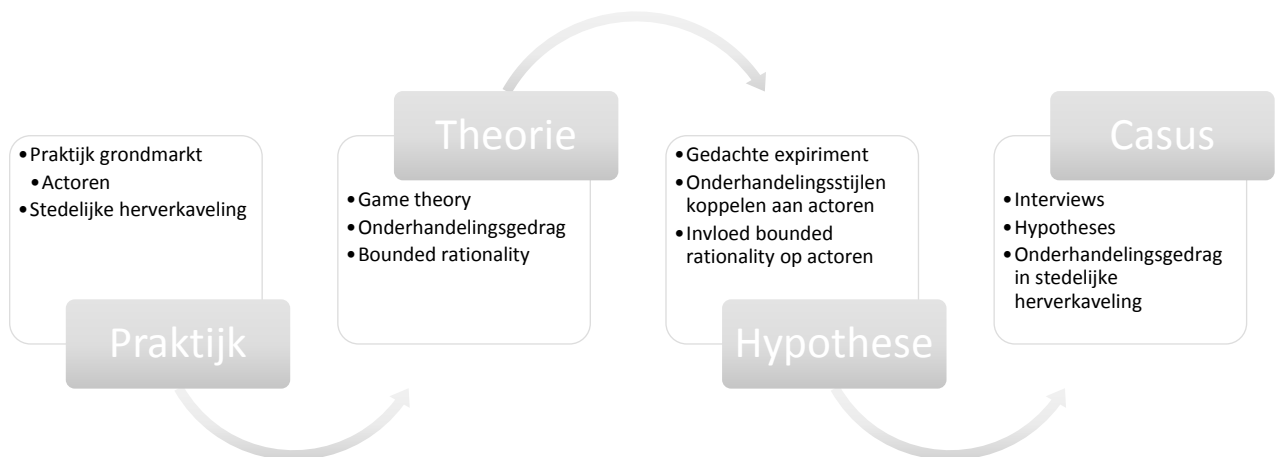 •Praktijk grondmarkt
•Actoren
•Stedelijke herverkaveling
Praktijk
Theorie
•Game theory
•Onderhandelingsgedrag
•Bounded rationality
•Gedachte expiriment
•Onderhandelingsstijlen
koppelen aan actoren
•Invloed bounded
rationality op actoren
Hypothese
Casus
•Interviews
•Hypotheses
•Onderhandelingsgedrag
in stedelijke
herverkaveling